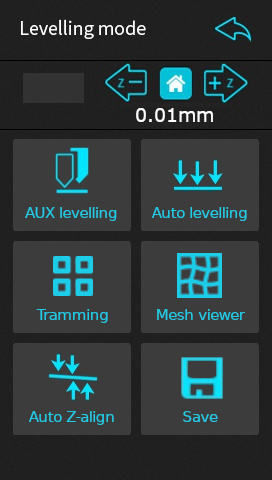 Levelling mode
Z− +Z
0.01mm
AUX levelling Auto levelling
Tramming Mesh viewer
Auto Z-align Save